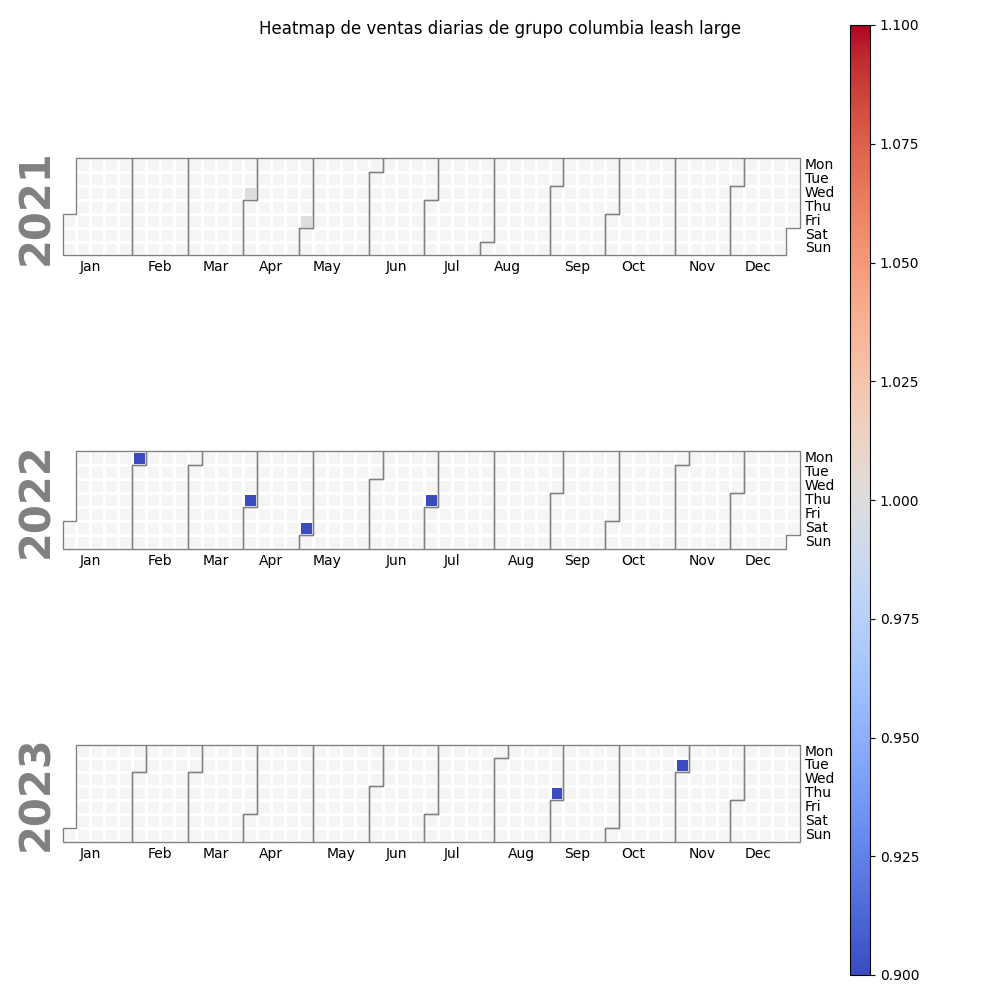 Heatmap de ventas diarias de grupo columbia leash large
2021
Mon
Tue
Wed
Thu
Fri
Sat
Sun
Jan Feb Mar Apr May Jun Jul Aug Sep Oct Nov Dec
2022
Mon
Tue
Wed
Thu
Fri
Sat
Sun
Jan Feb Mar Apr May Jun Jul Aug Sep Oct Nov Dec
2023
Mon
Tue
Wed
Thu
Fri
Sat
Sun
Jan Feb Mar Apr May Jun Jul Aug Sep Oct Nov Dec
1.100
1.075
1.050
1.025
1.000
0.975
0.950
0.925
0.900